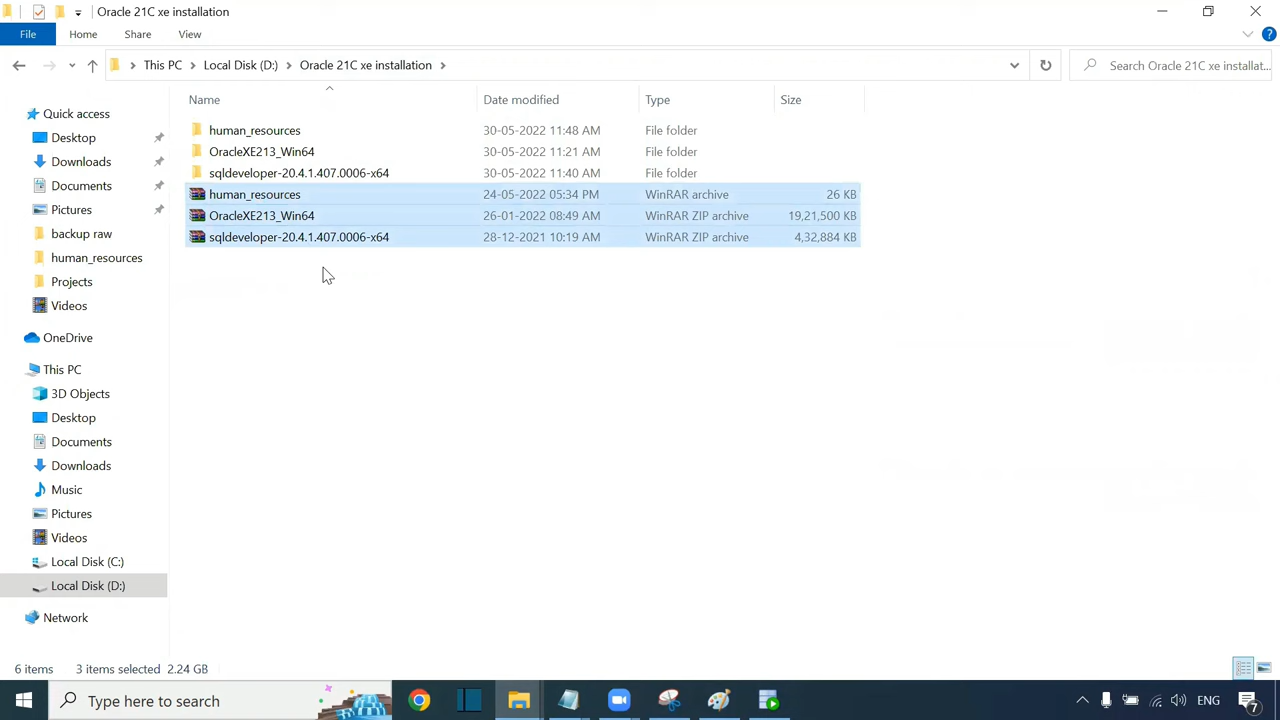 Oracle 21C xe installation
File Home Share View
This PC Local Disk (D:) Oracle 21C xe installation Search Oracle 21C xe installat...
Name Date modified Type Size
human_resources 30-05-2022 11:48 AM File folder
OracleXE213_Win64 30-05-2022 11:21 AM File folder
sqldeveloper-20.4.1.407.0006-x64 30-05-2022 11:40 AM File folder
human_resources 24-05-2022 05:34 PM WinRAR archive 26 KB
OracleXE213_Win64 26-01-2022 08:49 AM WinRAR ZIP archive 19,21,500 KB
sqldeveloper-20.4.1.407.0006-x64 28-12-2021 10:19 AM WinRAR ZIP archive 4,32,884 KB
Quick access
Desktop
Downloads
Documents
Pictures
backup raw
human_resources
Projects
Videos
OneDrive
This PC
3D Objects
Desktop
Documents
Downloads
Music
Pictures
Videos
Local Disk (C:)
Local Disk (D:)
Network
6 items 3 items selected 2.24 GB
Type here to search ENG 7